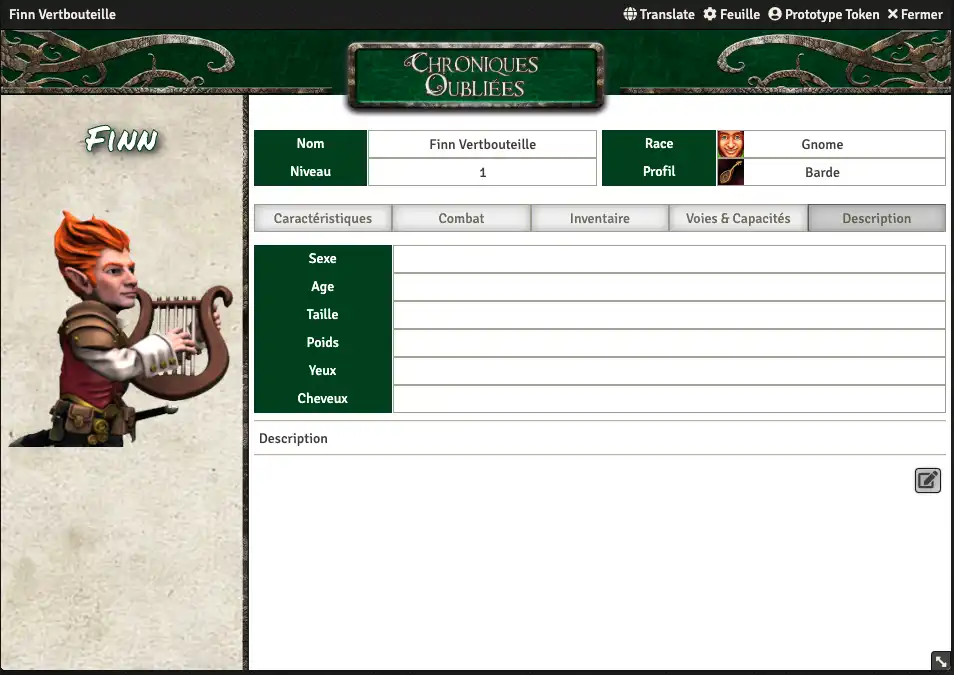 Finn Vertbouteille
Translate Feuille Prototype Token Fermer
CHRONIQUES
OUBLIÉES
FINN
Nom Finn Vertbouteille Race Gnome
Niveau 1 Profil Barde
Caractéristiques Combat Inventaire Voies & Capacités Description
Sexe
Age
Taille
Poids
Yeux
Cheveux
Description